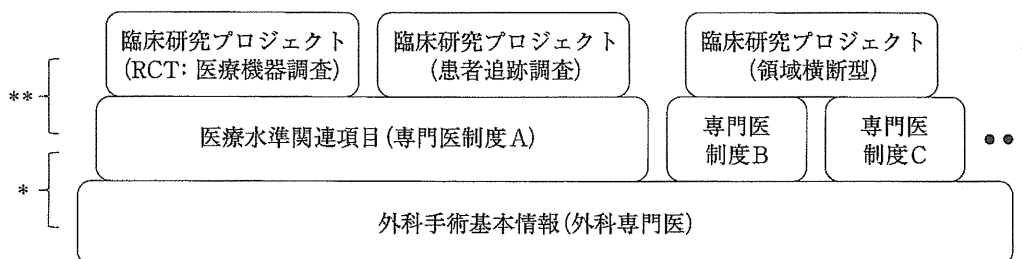 臨床研究プロジェクト
(RCT: 医療機器調査)
臨床研究プロジェクト
(患者追跡調査)
臨床研究プロジェクト
(領域横断型)
**
医療水準関連項目(専門医制度A)
専門医
制度B
専門医
制度C
*
外科手術基本情報(外科専門医)